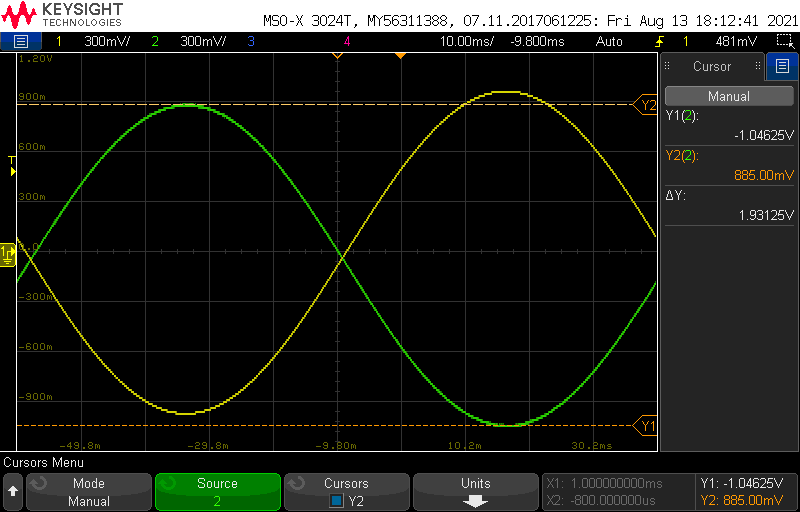 KEYSIGHT
TECHNOLOGIES
MSO-X 3024T, MY56311388, 07.11.2017061225: Fri Aug 13 18:12:41 2021
1 300mV/ 2 300mV/ 3 4 10.00ms/ -9.800ms Auto 1 481mV
1.20V
900m
600m
300m
0.0
-300m
-600m
-900m
-49.8m -29.8m -9.80m 10.2m 30.2ms
T
1
Y2
Y1
Cursor
Manual
Y1(2):
-1.04625V
Y2(2):
885.00mV
ΔY:
1.93125V
Cursors Menu
Mode
Manual
Source
2
Cursors
Y2
Units
X1: 1.000000000ms
X2: -800.000000us
Y1: -1.04625V
Y2: 885.00mV